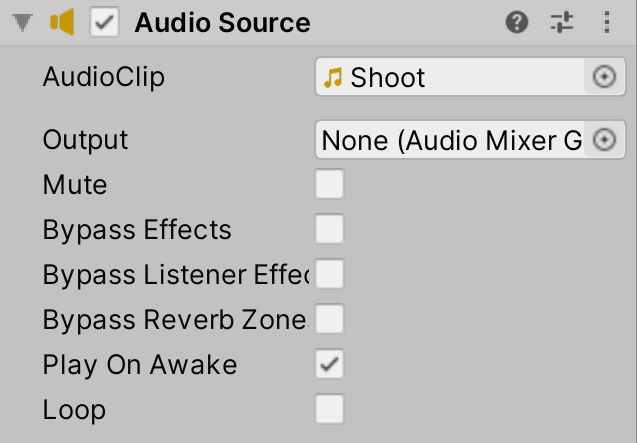 Audio Source
AudioClip Shoot
Output None (Audio Mixer G
Mute
Bypass Effects
Bypass Listener Effec
Bypass Reverb Zone
Play On Awake
Loop